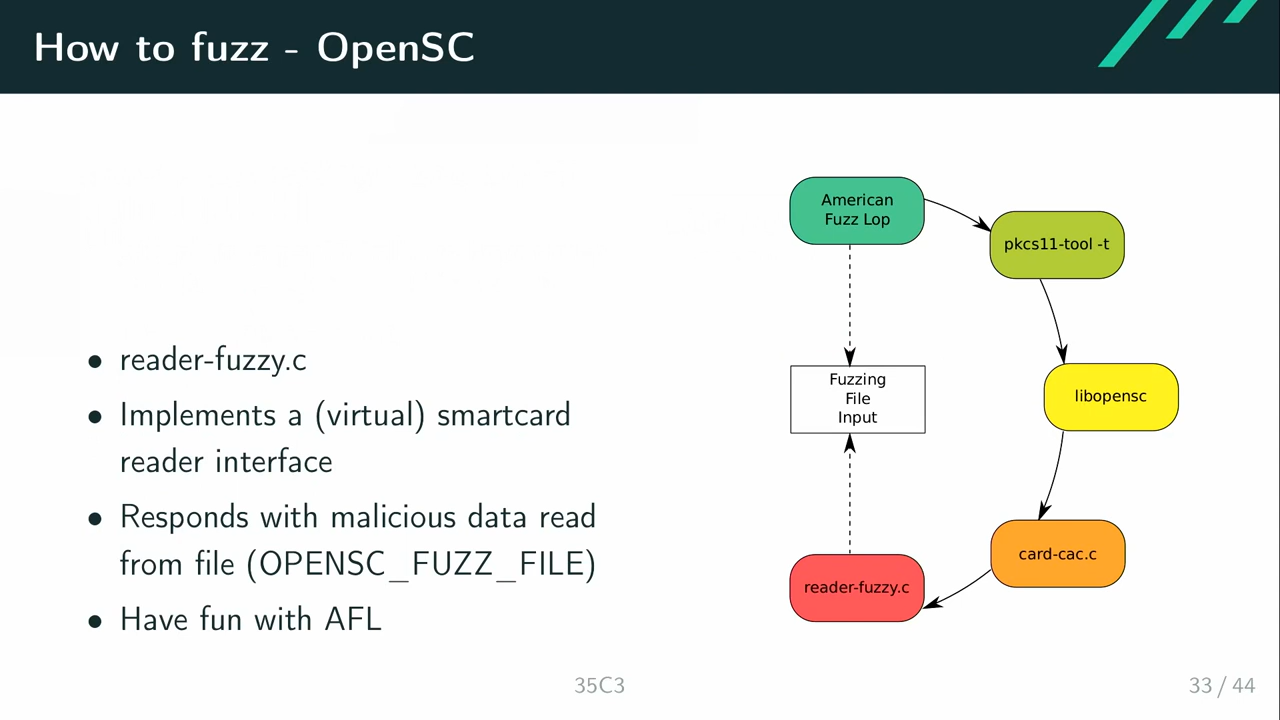 How to fuzz - OpenSC
• reader-fuzzy.c
• Implements a (virtual) smartcard
reader interface
• Responds with malicious data read
from file (OPENSC_FUZZ_FILE)
• Have fun with AFL
American
Fuzz Lop
pkcs11-tool -t
libopensc
card-cac.c
reader-fuzzy.c
Fuzzing
File
Input
35C3
33 / 44